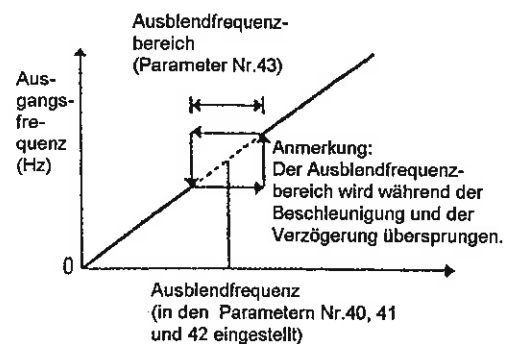 Ausblendfrequenz-
bereich
(Parameter Nr.43)
Aus-
gangs-
fre-
quenz
(Hz)
Anmerkung:
Der Ausblendfrequenz-
bereich wird während der
Beschleunigung und der
Verzögerung übersprungen.
0
Ausblendfrequenz
(in den Parametern Nr.40, 41
und 42 eingestellt)